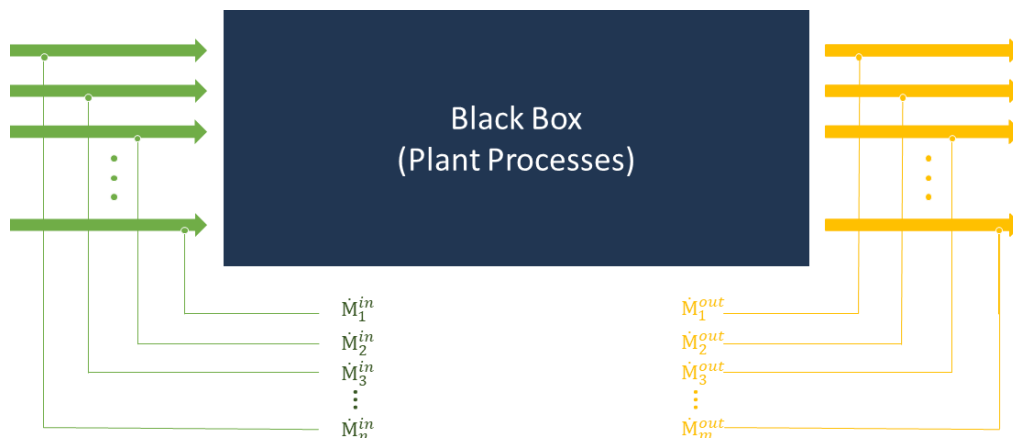 Black Box
(Plant Processes)
Ṁ₁ⁱⁿ
Ṁ₂ⁱⁿ
Ṁ₃ⁱⁿ
⋮
Ṁₙⁱⁿ
Ṁ₁ᵒᵘᵗ
Ṁ₂ᵒᵘᵗ
Ṁ₃ᵒᵘᵗ
⋮
Ṁₘᵒᵘᵗ